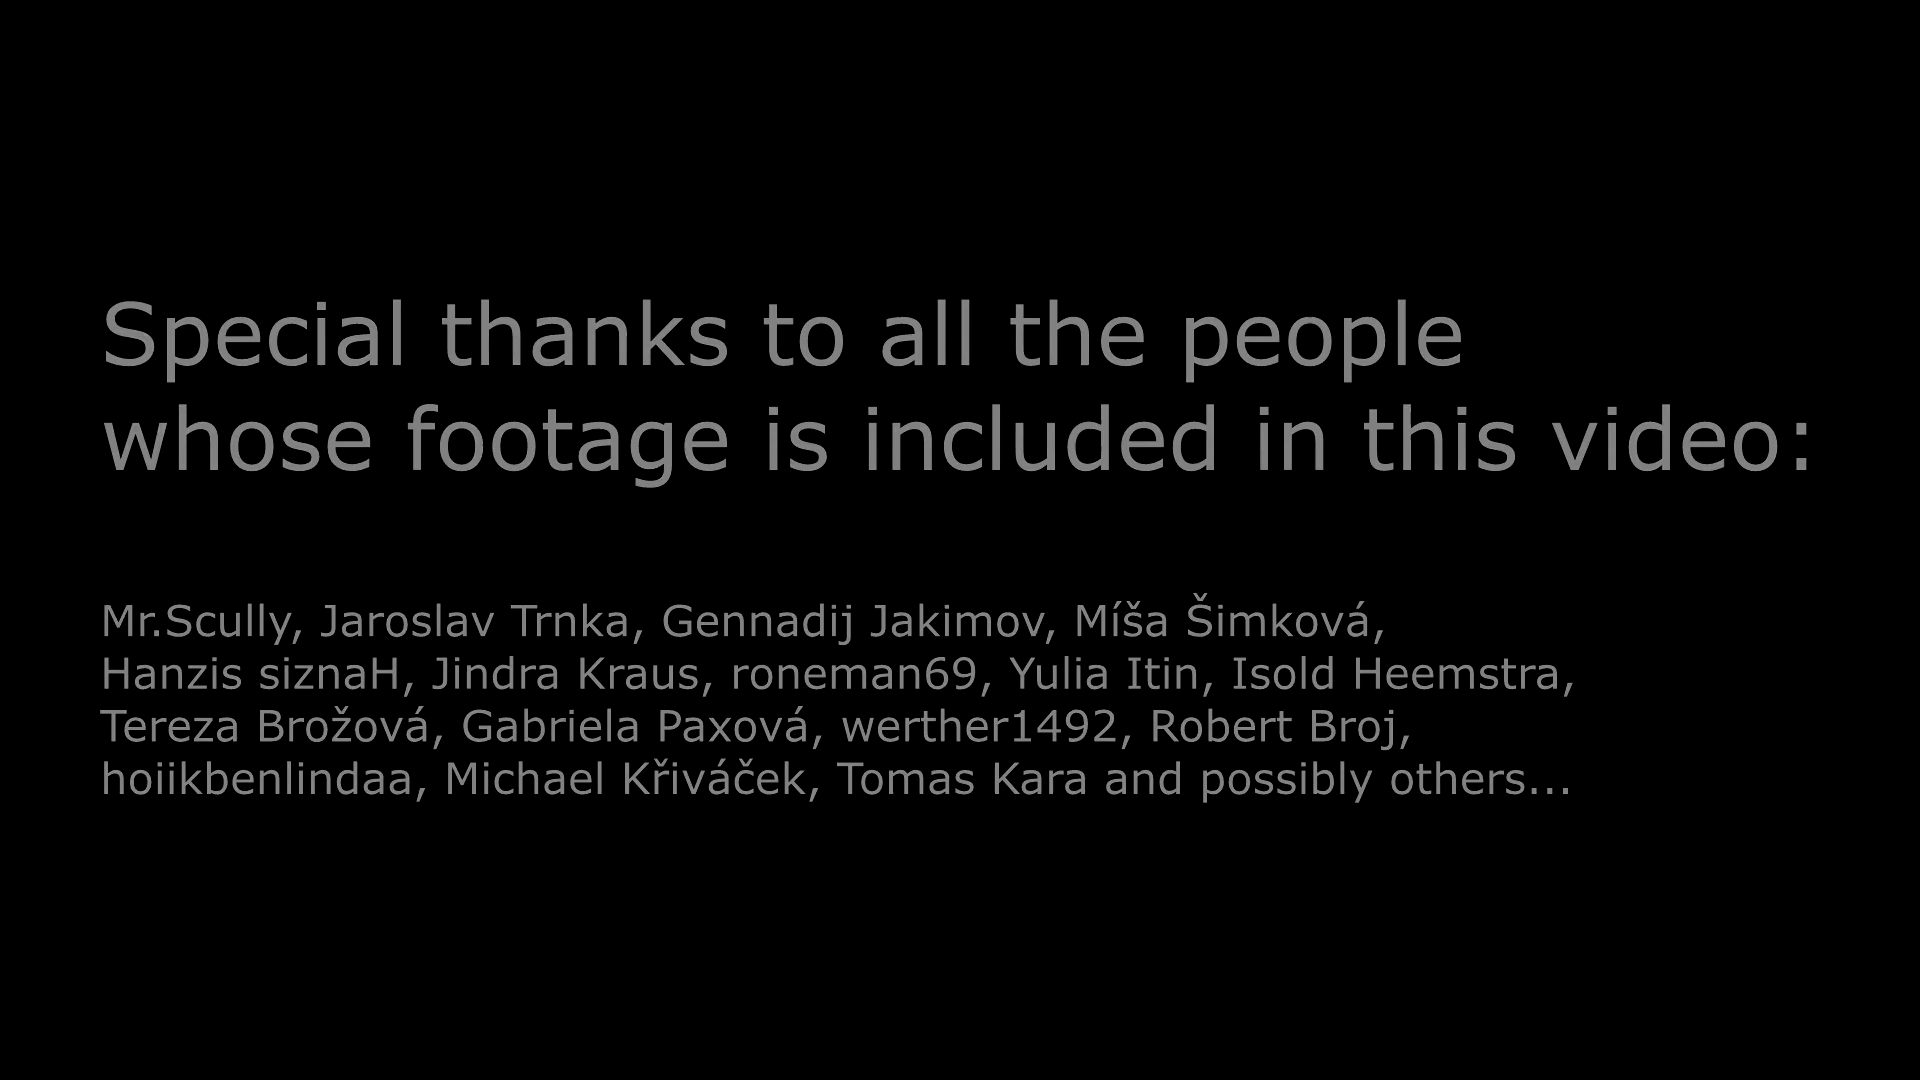 Special thanks to all the people
whose footage is included in this video:
Mr.Scully, Jaroslav Trnka, Gennadij Jakimov, Míša Šimková,
Hanzis siznaH, Jindra Kraus, roneman69, Yulia Itin, Isold Heemstra,
Tereza Brožová, Gabriela Paxová, werther1492, Robert Broj,
hoiikbenlindaa, Michael Křiváček, Tomas Kara and possibly others...